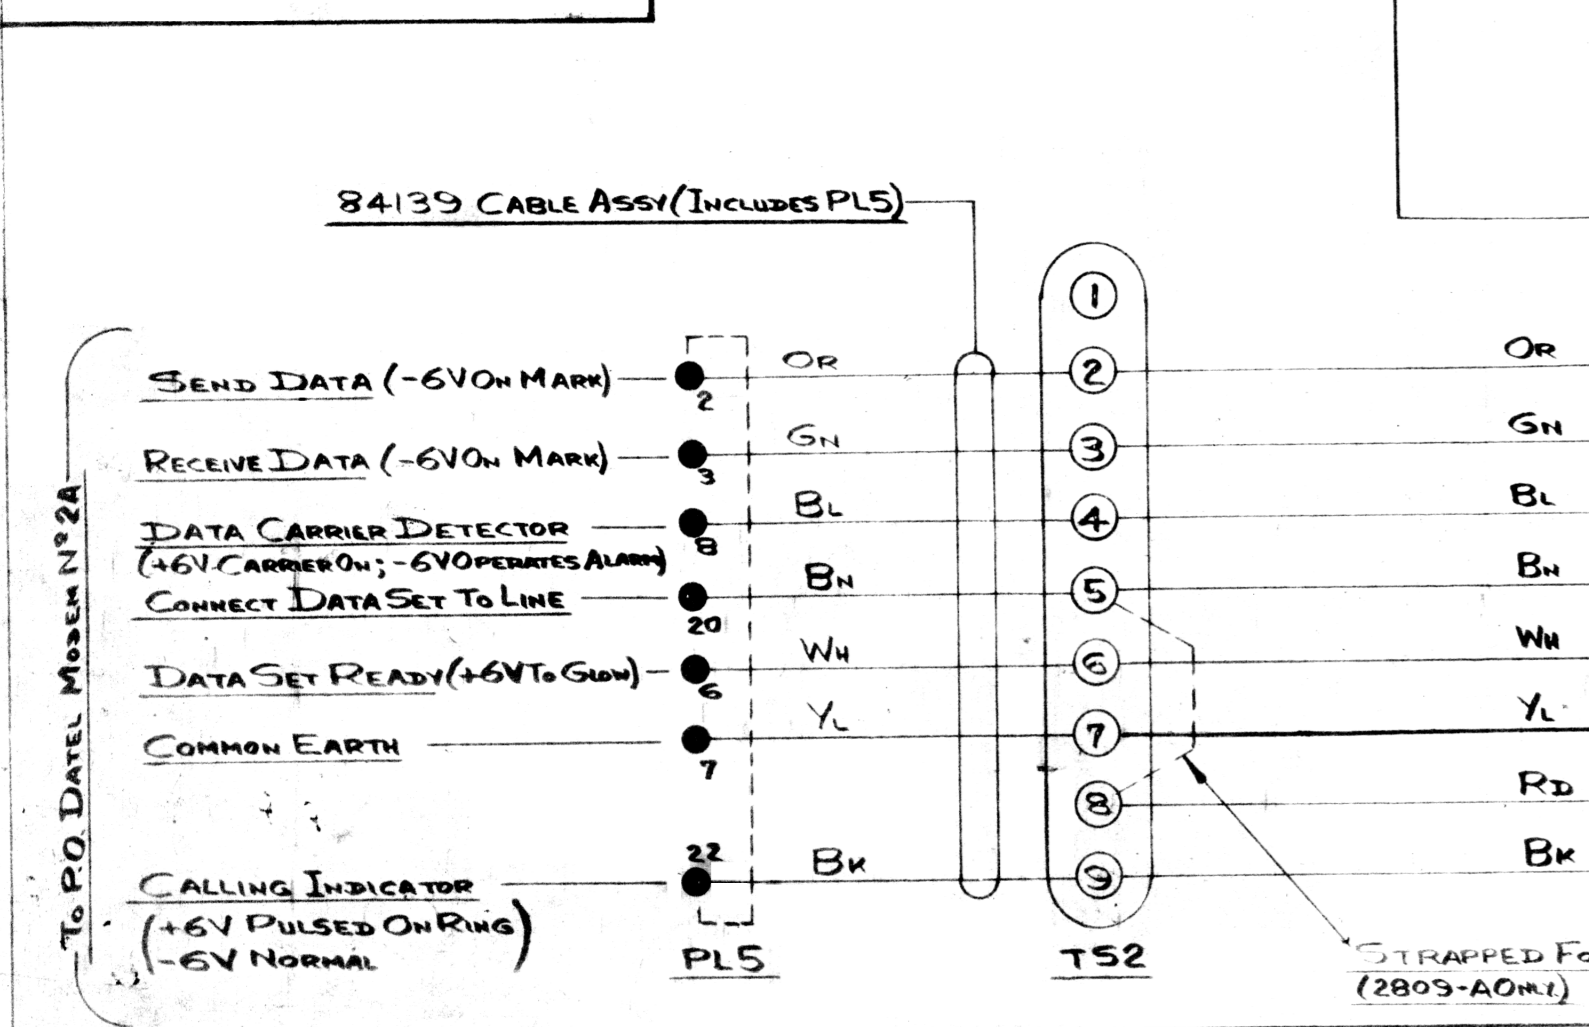 84139 CABLE ASSY (INCLUDES PL5)
1
OR
OR
SEND DATA (-6V ON MARK)
2
2
GN
GN
RECEIVE DATA (-6V ON MARK)
3
3
BL
BL
DATA CARRIER DETECTOR
8
4
(+6V CARRIER ON; -6V OPERATES ALARM)
BN
BN
CONNECT DATA SET TO LINE
20
5
WH
WH
DATA SET READY (+6V TO GLOW)
6
6
YL
YL
COMMON EARTH
7
7
8
RD
22
BK
BK
CALLING INDICATOR
9
(+6V PULSED ON RING)
(-6V NORMAL)
PL5
TS2
STRAPPED FO
(2809-A ONLY)
TO P.O. DATEL MODEM Nº 2A